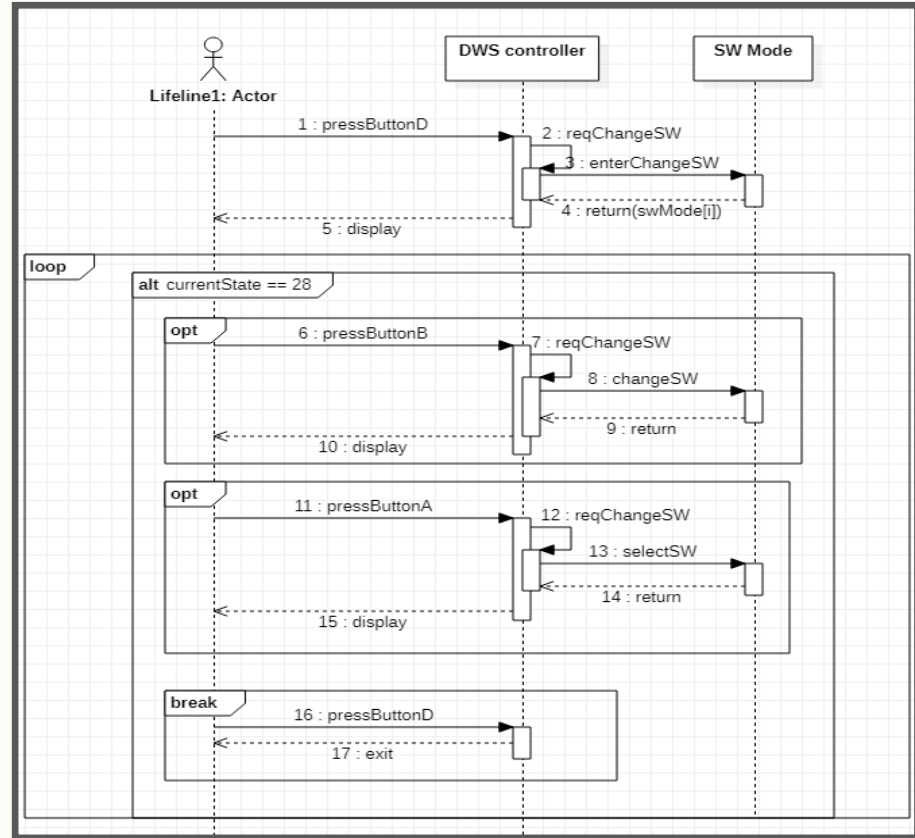 DWS controller
SW Mode
Lifeline1: Actor
1 : pressButtonD
2 : reqChangeSW
3 : enterChangeSW
4 : return(swMode[i])
5 : display
loop
alt currentState == 28
opt
6 : pressButtonB
7 : reqChangeSW
8 : changeSW
9 : return
10 : display
opt
11 : pressButtonA
12 : reqChangeSW
13 : selectSW
14 : return
15 : display
break
16 : pressButtonD
17 : exit